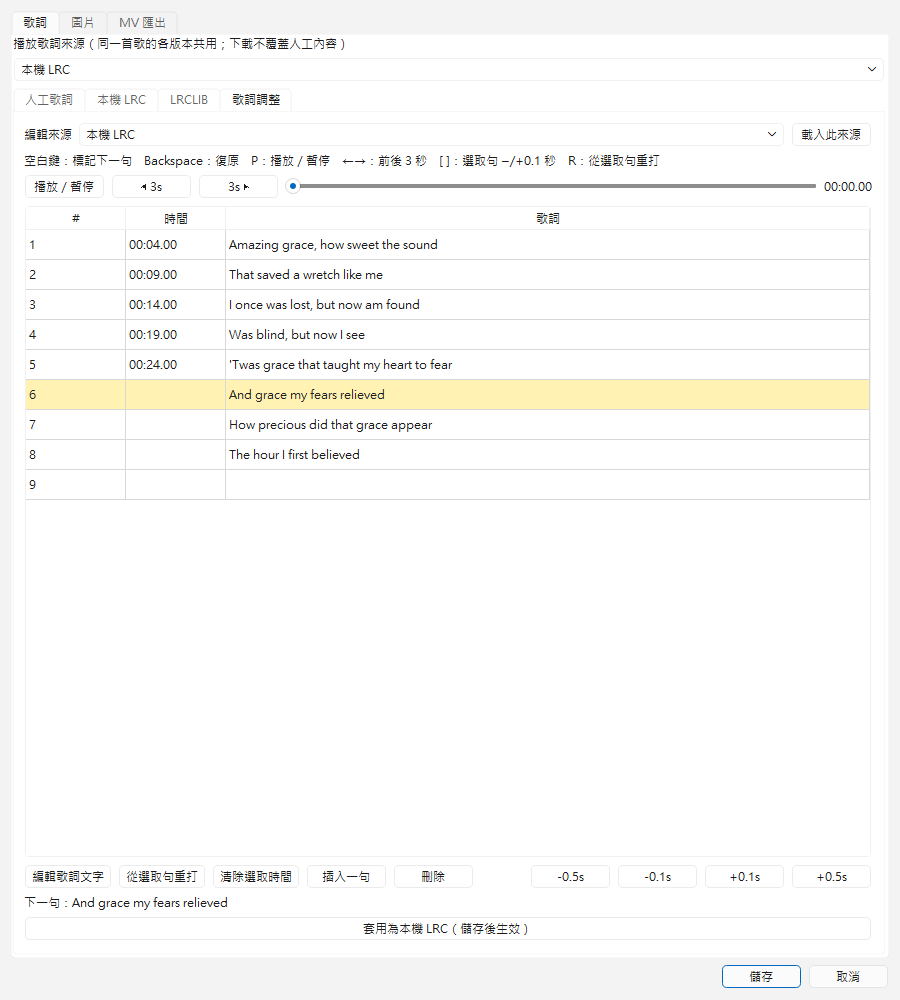 歌詞 圖片 MV 匯出
播放歌詞來源（同一首歌的各版本共用；下載不覆蓋人工內容）
本機 LRC
人工歌詞 本機 LRC LRCLIB 歌詞調整
編輯來源 本機 LRC 載入此來源
空白鍵：標記下一句 Backspace：復原 P：播放 / 暫停 ←→：前後 3 秒 [ ]：選取句 −/+0.1 秒 R：從選取句重打
播放 / 暫停 ◂ 3s 3s ▸ 00:00.00
# 時間 歌詞
1 00:04.00 Amazing grace, how sweet the sound
2 00:09.00 That saved a wretch like me
3 00:14.00 I once was lost, but now am found
4 00:19.00 Was blind, but now I see
5 00:24.00 'Twas grace that taught my heart to fear
6 And grace my fears relieved
7 How precious did that grace appear
8 The hour I first believed
9
編輯歌詞文字 從選取句重打 清除選取時間 插入一句 刪除 -0.5s -0.1s +0.1s +0.5s
下一句：And grace my fears relieved
套用為本機 LRC（儲存後生效）
儲存 取消